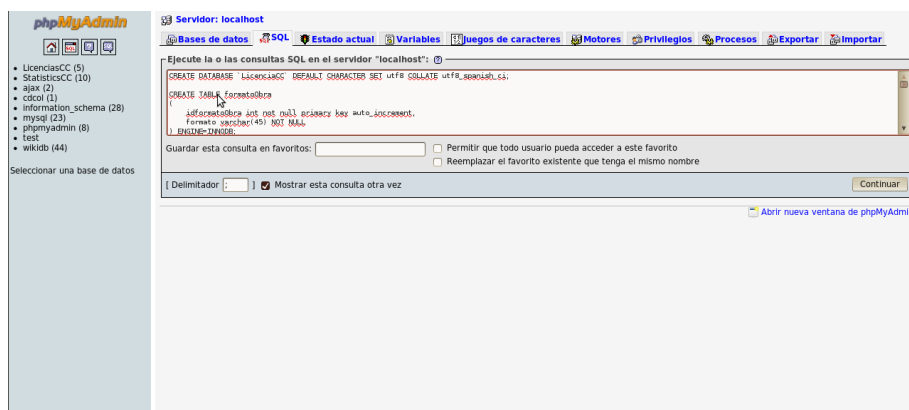 phpMyAdmin
LicenciasCC (5)
StatisticsCC (10)
ajax (2)
cdcol (1)
information_schema (28)
mysql (23)
phpmyadmin (8)
test
wikidb (44)
Seleccionar una base de datos
Servidor: localhost
Bases de datos SQL Estado actual Variables Juegos de caracteres Motores Privilegios Procesos Exportar Importar
Ejecute la o las consultas SQL en el servidor "localhost":
CREATE DATABASE `LicenciaCC` DEFAULT CHARACTER SET utf8 COLLATE utf8_spanish_ci;
CREATE TABLE formatoObra
(
idformatoObra int not null primary key auto_increment,
formato varchar(45) NOT NULL
) ENGINE=INNODB;
Guardar esta consulta en favoritos:
Permitir que todo usuario pueda acceder a este favorito
Reemplazar el favorito existente que tenga el mismo nombre
[ Delimitador ; ] Mostrar esta consulta otra vez
Continuar
Abrir nueva ventana de phpMyAdmi